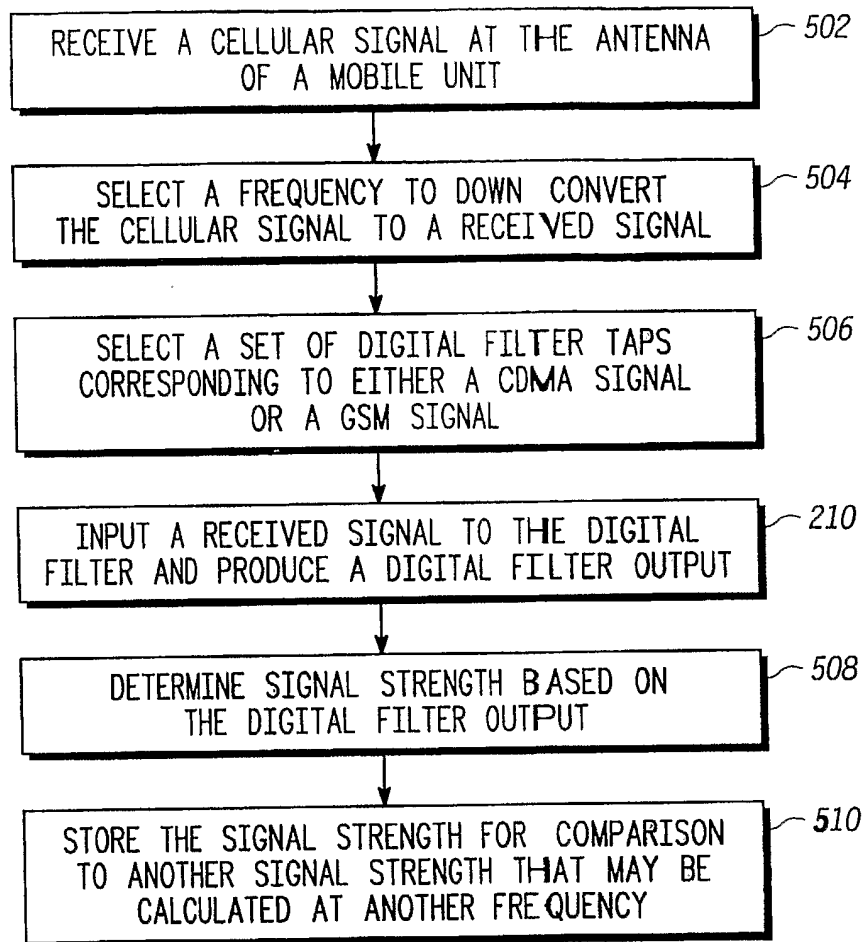 RECEIVE A CELLULAR SIGNAL AT THE ANTENNA
OF A MOBILE UNIT
502
SELECT A FREQUENCY TO DOWN CONVERT
THE CELLULAR SIGNAL TO A RECEIVED SIGNAL
504
SELECT A SET OF DIGITAL FILTER TAPS
CORRESPONDING TO EITHER A CDMA SIGNAL
OR A GSM SIGNAL
506
INPUT A RECEIVED SIGNAL TO THE DIGITAL
FILTER AND PRODUCE A DIGITAL FILTER OUTPUT
210
DETERMINE SIGNAL STRENGTH BASED ON
THE DIGITAL FILTER OUTPUT
508
STORE THE SIGNAL STRENGTH FOR COMPARISON
TO ANOTHER SIGNAL STRENGTH THAT MAY BE
CALCULATED AT ANOTHER FREQUENCY
510